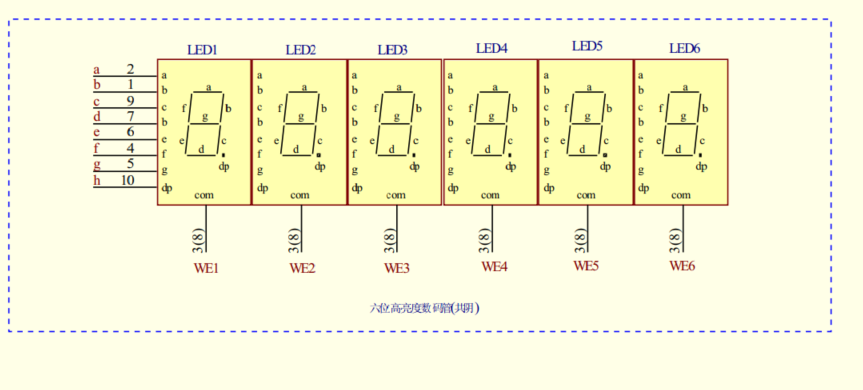 LED1 LED2 LED3 LED4 LED5 LED6
a 2 a a a a a a a a a a a a a
b 1 b b b b b b
f b f b f b f b f b f b
c 9 c c c c c c
g g g g g g
d 7 b b b b b b
e 6 e e c e e c e e c e e c e e c e e c
f 4 f d f d f d f d f d f d
g 5 g dp g dp g dp g dp g dp g dp
h 10 dp dp dp dp dp dp
com com com com com com
3(8) 3(8) 3(8) 3(8) 3(8) 3(8)
WE1 WE2 WE3 WE4 WE5 WE6
六位高亮度数码管(共阴)